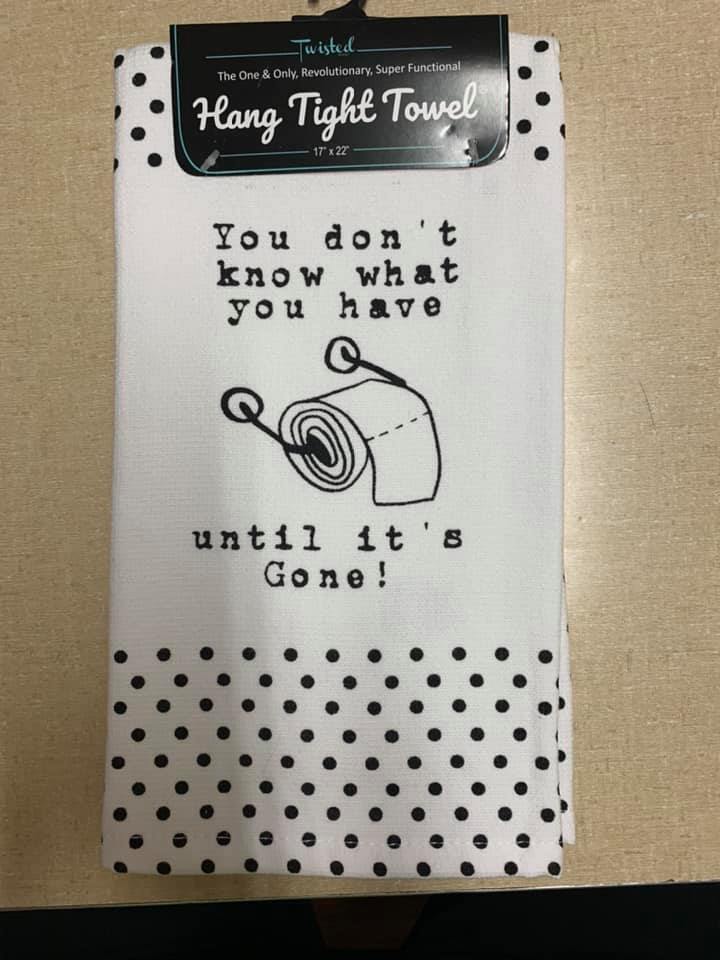 Twisted
The One & Only, Revolutionary, Super Functional
Hang Tight Towel®
17" x 22"
You don't
know what
you have
until it's
Gone!